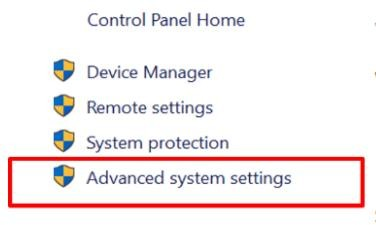 Control Panel Home
Device Manager
Remote settings
System protection
Advanced system settings